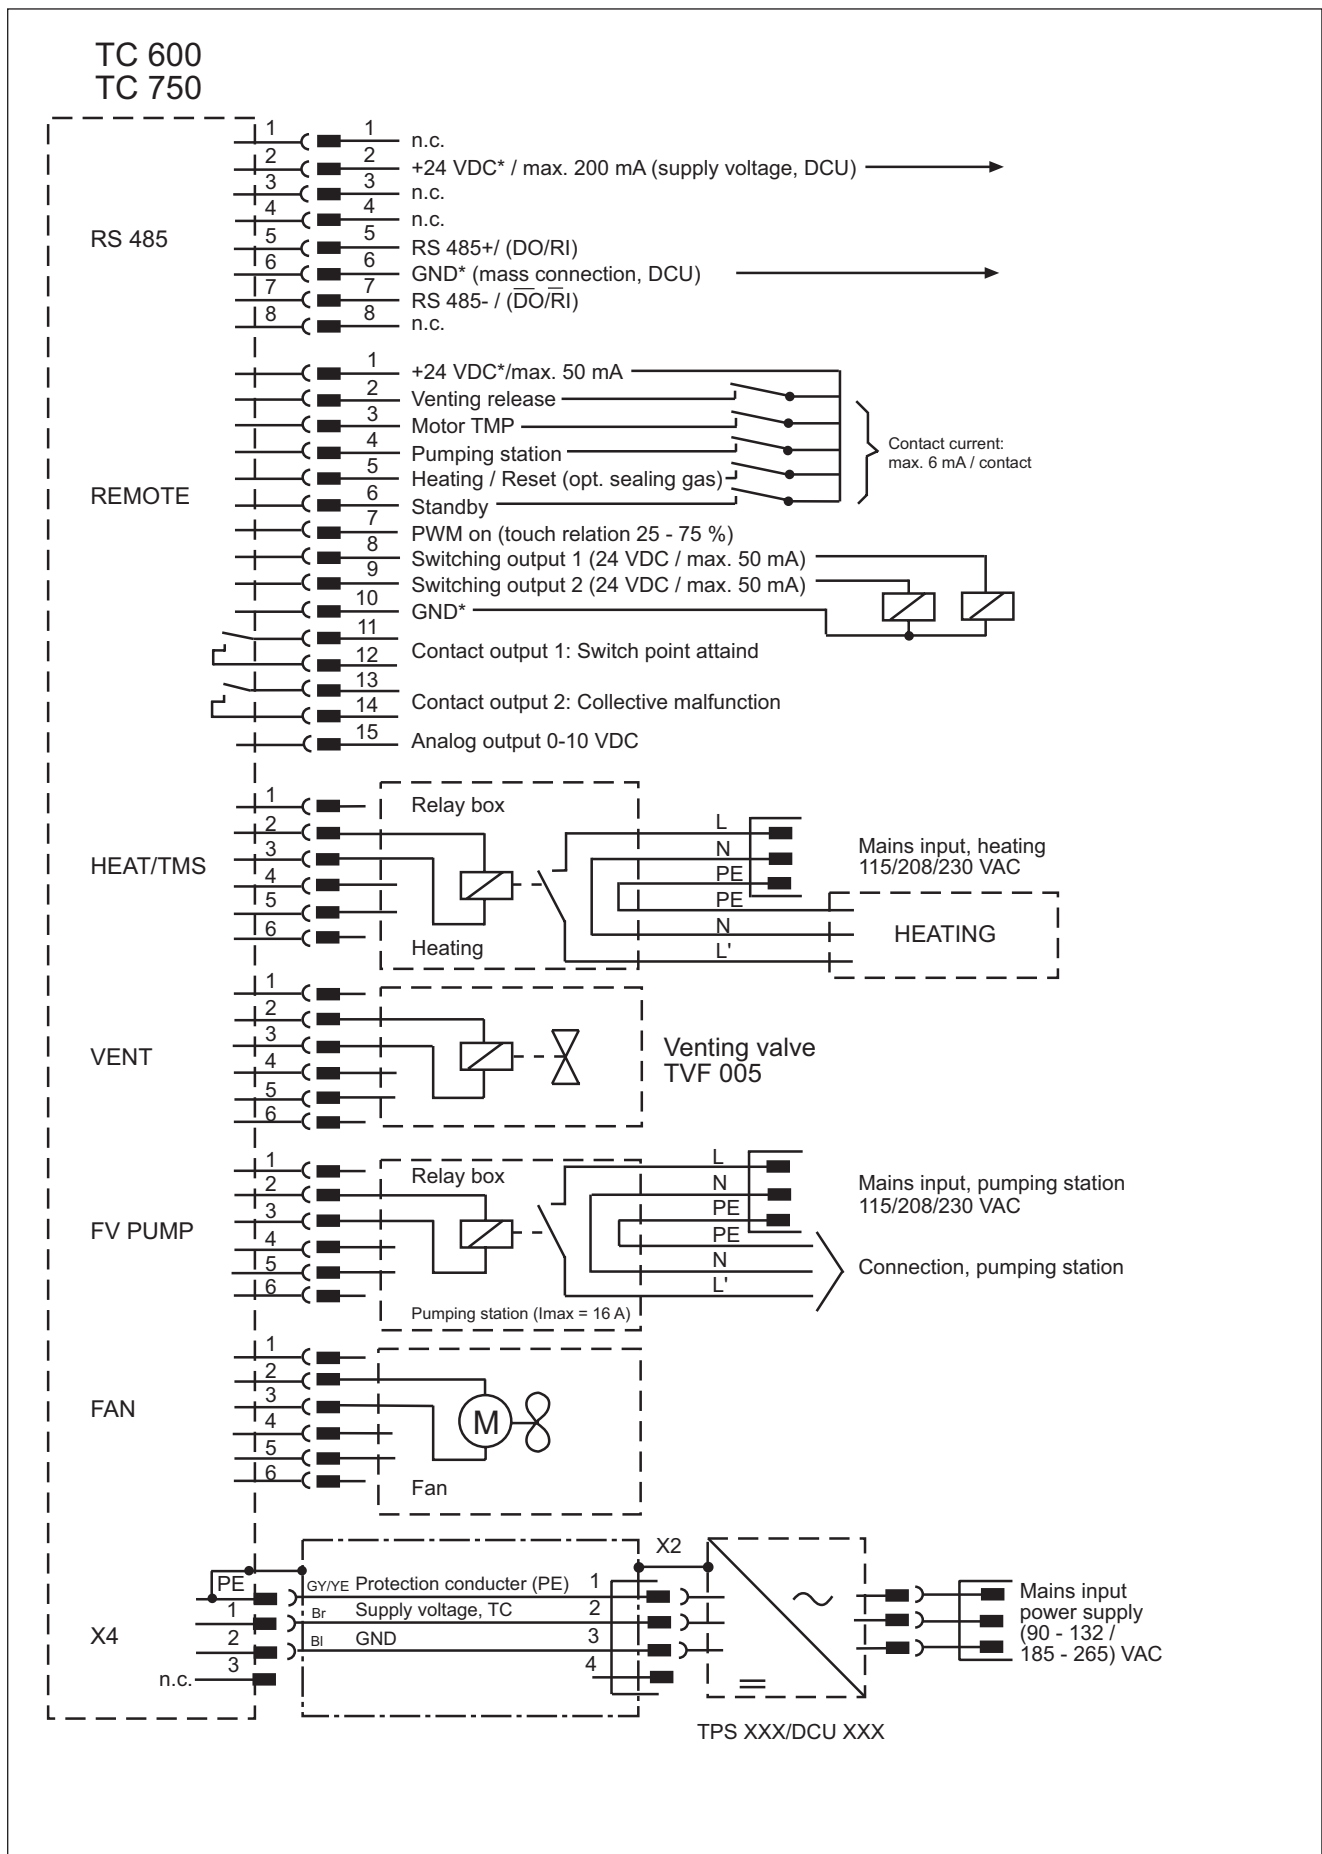 TC 600
TC 750
RS 485
1 1 n.c.
2 2 +24 VDC* / max. 200 mA (supply voltage, DCU)
3 3 n.c.
4 4 n.c.
5 5 RS 485+/ (DO/RI)
6 6 GND* (mass connection, DCU)
7 7 RS 485- / (D̅O̅/R̅I)
8 8 n.c.
REMOTE
1 +24 VDC*/max. 50 mA
2 Venting release
3 Motor TMP
4 Pumping station
5 Heating / Reset (opt. sealing gas)
6 Standby
Contact current:
max. 6 mA / contact
7 PWM on (touch relation 25 - 75 %)
8 Switching output 1 (24 VDC / max. 50 mA)
9 Switching output 2 (24 VDC / max. 50 mA)
10 GND*
11
12
Contact output 1: Switch point attaind
13
14
Contact output 2: Collective malfunction
15 Analog output 0-10 VDC
HEAT/TMS
1
2
3
4
5
6
Relay box
Heating
L
N
PE
PE
N
L'
Mains input, heating
115/208/230 VAC
HEATING
VENT
1
2
3
4
5
6
Venting valve
TVF 005
FV PUMP
1
2
3
4
5
6
Relay box
Pumping station (Imax = 16 A)
L
N
PE
PE
N
L'
Mains input, pumping station
115/208/230 VAC
Connection, pumping station
FAN
1
2
3
4
5
6
M
Fan
X4
PE
1
2
3
n.c.
GY/YE Protection conducter (PE) 1
Br Supply voltage, TC 2
Bl GND 3
4
X2
TPS XXX/DCU XXX
Mains input
power supply
(90 - 132 /
185 - 265) VAC